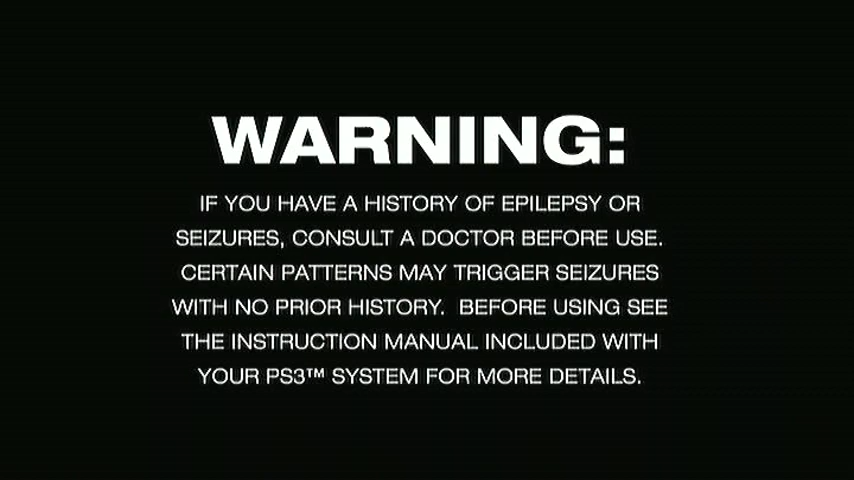 WARNING:
IF YOU HAVE A HISTORY OF EPILEPSY OR
SEIZURES, CONSULT A DOCTOR BEFORE USE.
CERTAIN PATTERNS MAY TRIGGER SEIZURES
WITH NO PRIOR HISTORY.  BEFORE USING SEE
THE INSTRUCTION MANUAL INCLUDED WITH
YOUR PS3™ SYSTEM FOR MORE DETAILS.